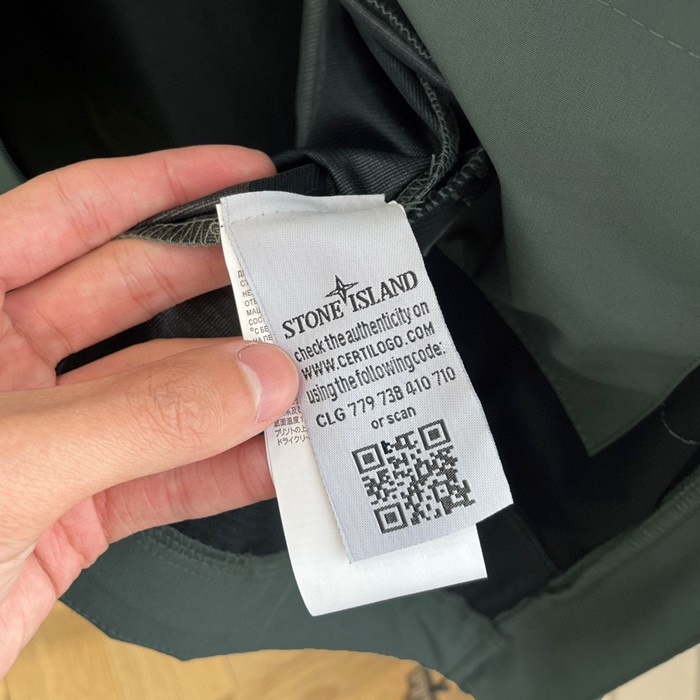 STONE ISLAND
check the authenticity on
WWW.CERTILOGO.COM
using the following code:
CLG 779 738 410 710
or scan